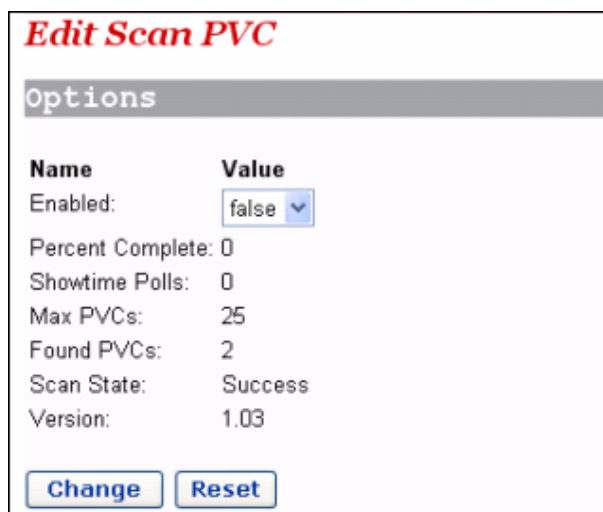 Edit Scan PVC
Options
Name Value
Enabled: false
Percent Complete: 0
Showtime Polls: 0
Max PVCs: 25
Found PVCs: 2
Scan State: Success
Version: 1.03
Change Reset